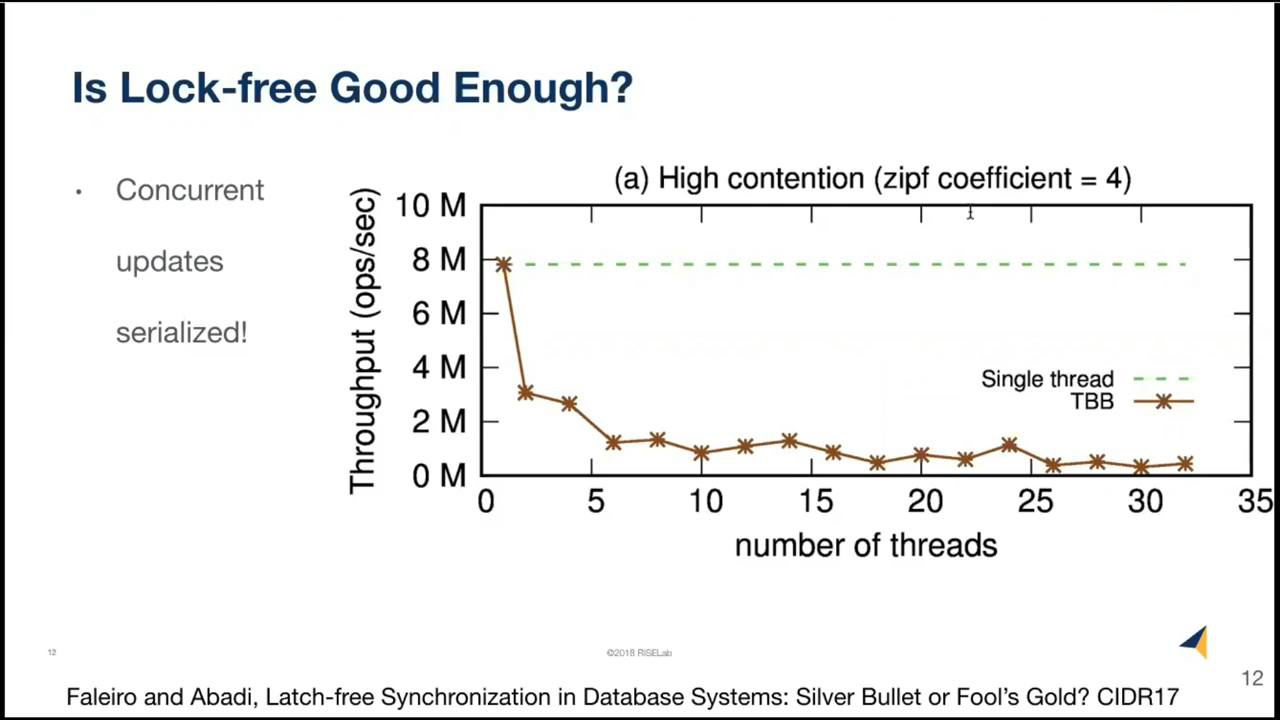 Is Lock-free Good Enough?
• Concurrent
updates
serialized!
(a) High contention (zipf coefficient = 4)
Throughput (ops/sec)
10 M
8 M
6 M
4 M
2 M
0 M
Single thread
TBB
0 5 10 15 20 25 30 35
number of threads
12
©2018 RISELab
12
Faleiro and Abadi, Latch-free Synchronization in Database Systems: Silver Bullet or Fool's Gold? CIDR17